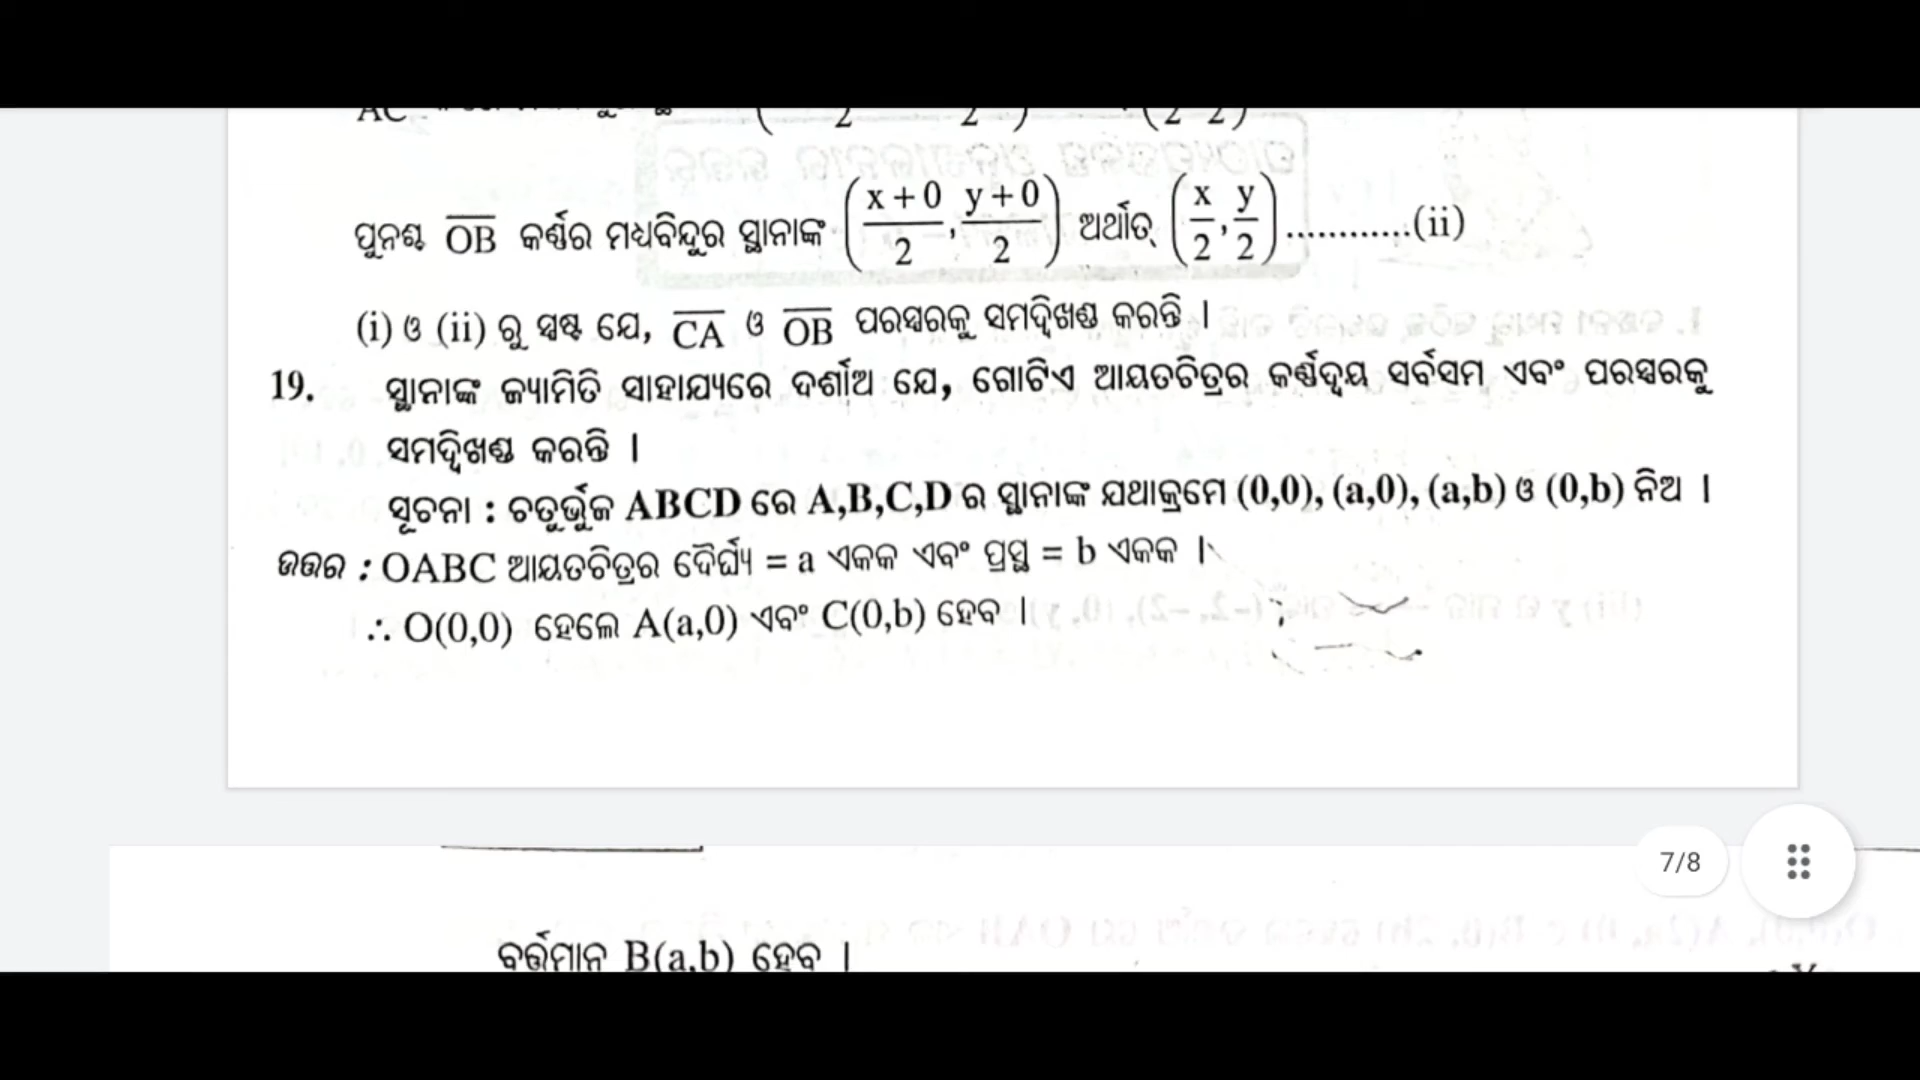 ପୁନଶ୍ଚ OB କର୍ଣ୍ଣର ମଧ୍ୟବିନ୍ଦୁର ସ୍ଥାନାଙ୍କ (x+0/2, y+0/2) ଅର୍ଥାତ୍ (x/2, y/2) ............(ii)
(i) ଓ (ii) ରୁ ସ୍ପଷ୍ଟ ଯେ, CA ଓ OB ପରସ୍ପରକୁ ସମଦ୍ୱିଖଣ୍ଡ କରନ୍ତି ।
19. ସ୍ଥାନାଙ୍କ ଜ୍ୟାମିତି ସାହାଯ୍ୟରେ ଦର୍ଶାଅ ଯେ, ଗୋଟିଏ ଆୟତଚିତ୍ରର କର୍ଣ୍ଣଦ୍ୱୟ ସର୍ବସମ ଏବଂ ପରସ୍ପରକୁ
ସମଦ୍ୱିଖଣ୍ଡ କରନ୍ତି ।
ସୂଚନା : ଚତୁର୍ଭୁଜ ABCD ରେ A,B,C,D ର ସ୍ଥାନାଙ୍କ ଯଥାକ୍ରମେ (0,0), (a,0), (a,b) ଓ (0,b) ନିଅ ।
ଉତ୍ତର : OABC ଆୟତଚିତ୍ରର ଦୈର୍ଘ୍ୟ = a ଏକକ ଏବଂ ପ୍ରସ୍ଥ = b ଏକକ ।
∴ O(0,0) ହେଲେ A(a,0) ଏବଂ C(0,b) ହେବ ।
7/8
ବର୍ତ୍ତମାନ B(a,b) ହେବ ।